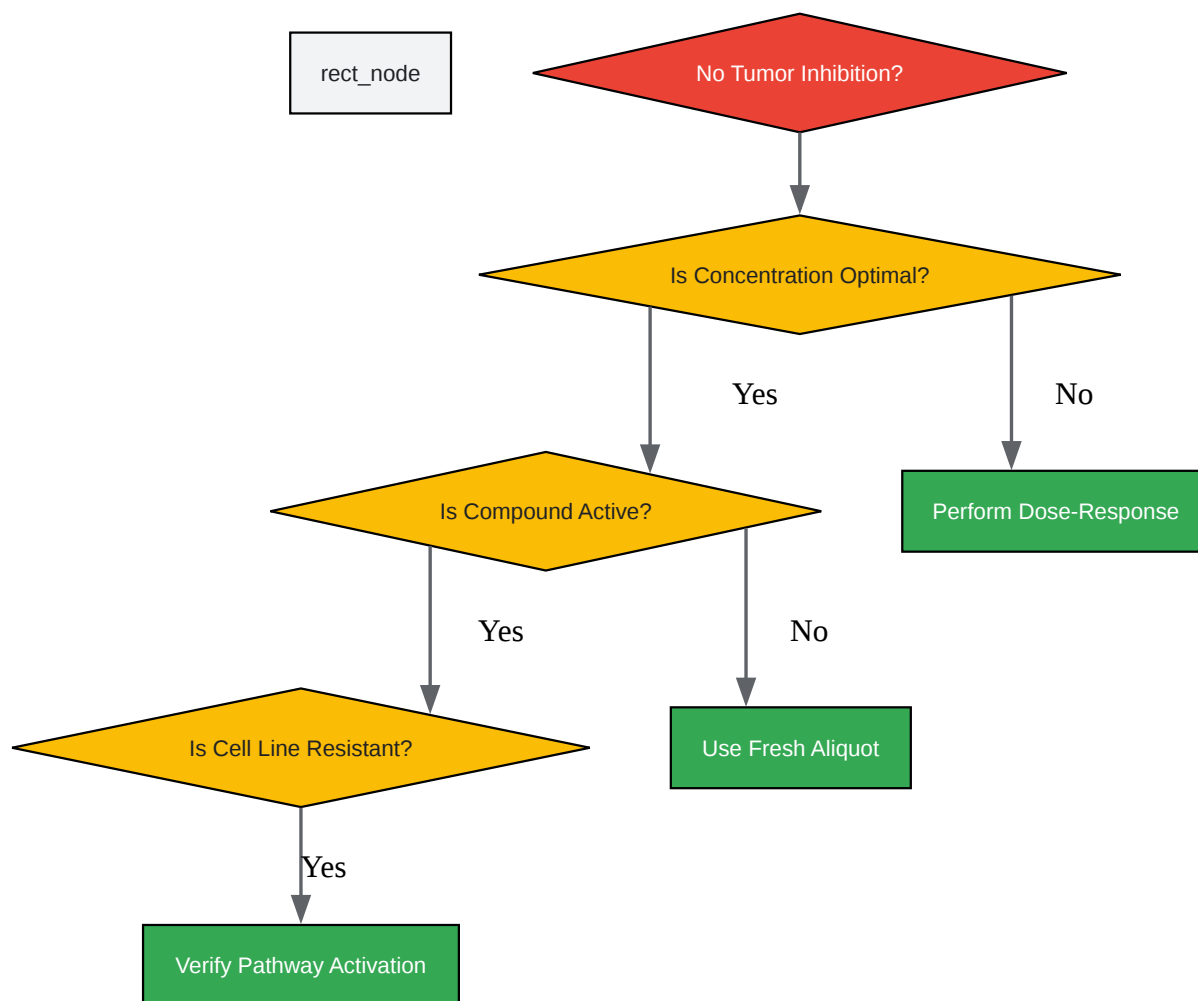 rect_node
No Tumor Inhibition?
Is Concentration Optimal?
Yes
No
Is Compound Active?
Perform Dose-Response
Yes
No
Is Cell Line Resistant?
Use Fresh Aliquot
Yes
Verify Pathway Activation